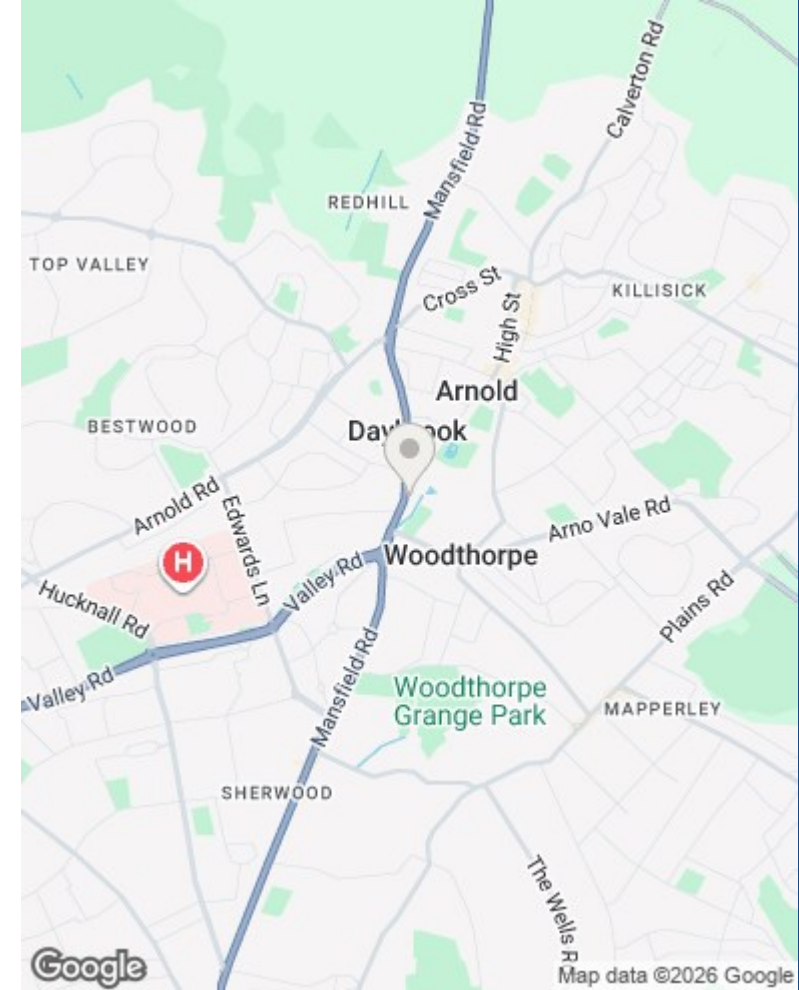 Calverton Rd
Mansfield Rd
REDHILL
TOP VALLEY
Cross St
KILLISICK
High St
Arnold
BESTWOOD
Daybrook
Arnold Rd
Edwards Ln
Arno Vale Rd
H
Woodthorpe
Valley Rd
Hucknall Rd
Plains Rd
Mansfield Rd
Valley Rd
Woodthorpe
Grange Park
MAPPERLEY
SHERWOOD
The Wells R
Google
Map data ©2026 Google